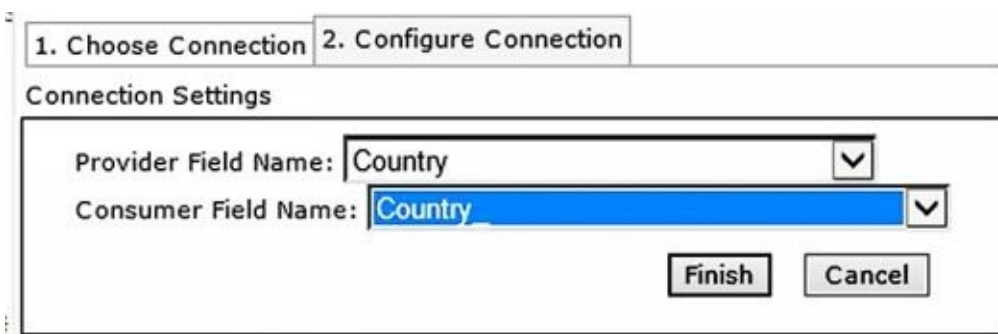 1. Choose Connection 2. Configure Connection
Connection Settings
Provider Field Name: Country
Consumer Field Name: Country_
Finish Cancel